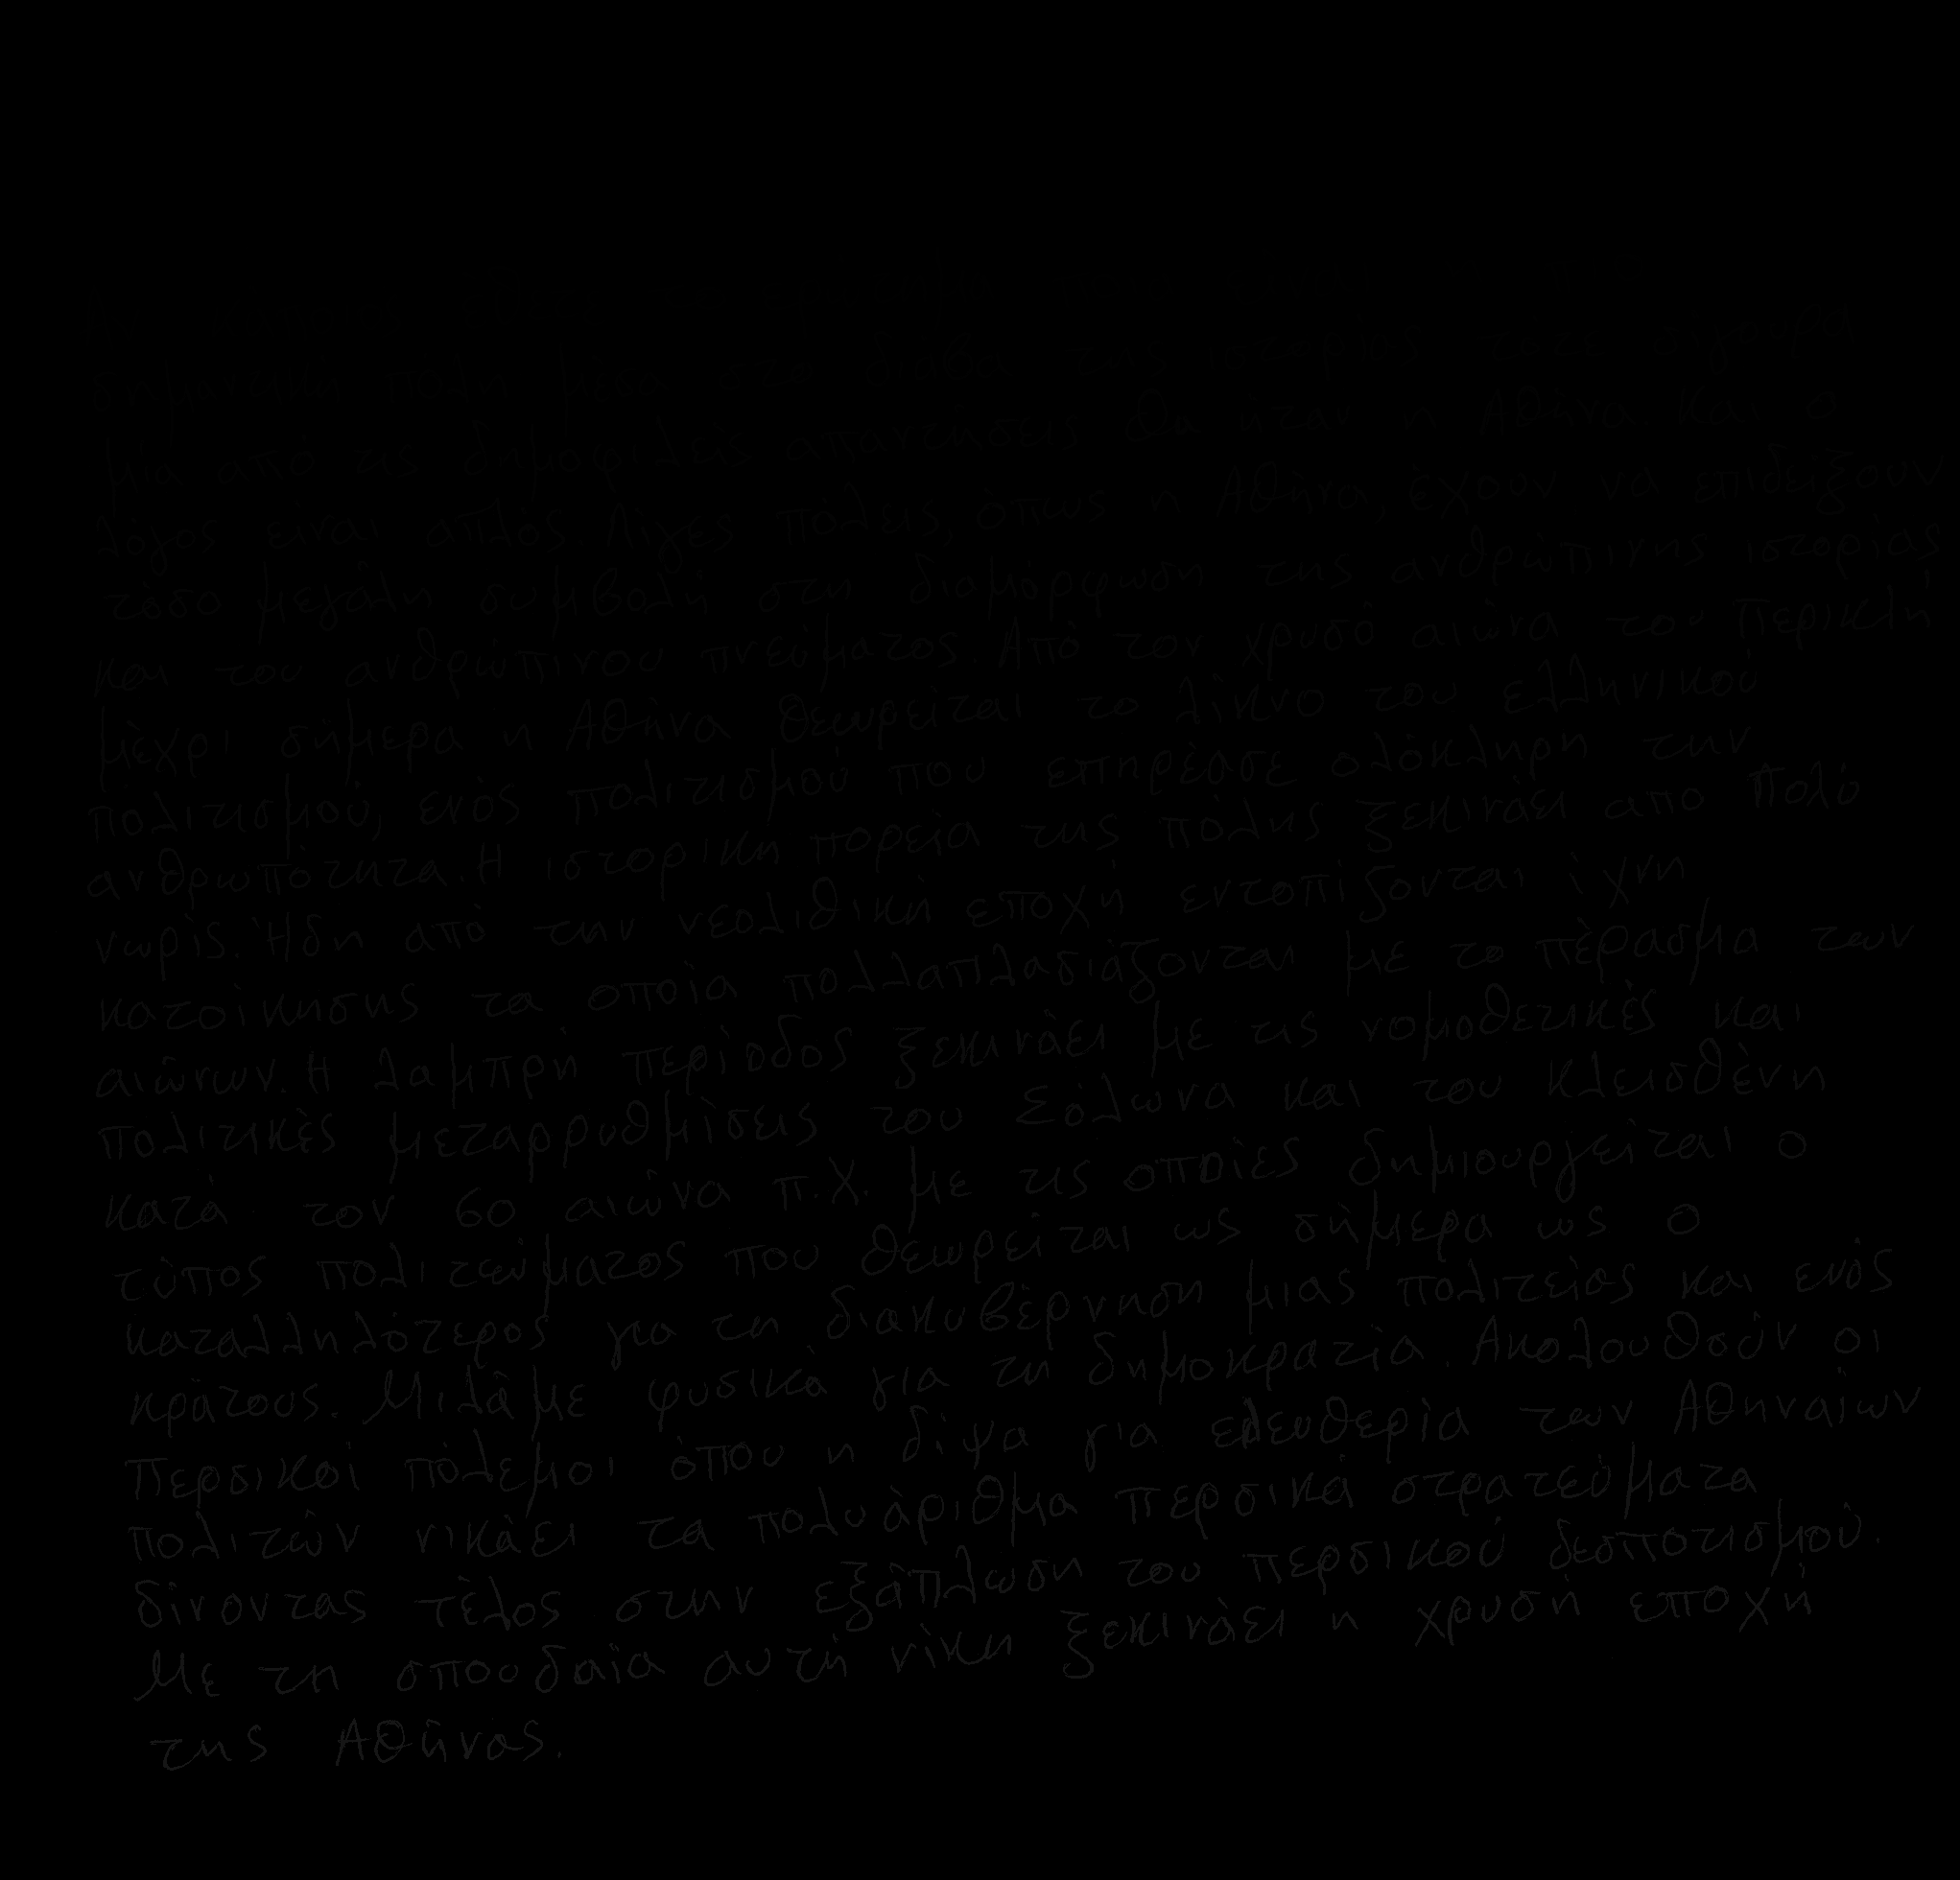 σημαντική πόλη μέσα στο διάβα της ιστορίας τότε σίγουρα
μία από τις δημοφιλείς απαντήσεις θα ήταν η Αθήνα. Και ο
λόγος είναι απλός. Λίγες πόλεις, όπως η Αθήνα, έχουν να επιδείξουν
τόσο μεγάλη συμβολή στη διαμόρφωση της ανθρώπινης ιστορίας
και του ανθρώπινου πνεύματος. Από τον χρυσό αιώνα του Περικλή
μέχρι σήμερα η Αθήνα θεωρείται το λίκνο του ελληνικού
πολιτισμού, ενός πολιτισμού που επηρέασε ολόκληρη την
ανθρωπότητα. Η ιστορική πορεία της πόλης ξεκινάει απο πολύ
νωρίς. Ήδη από την νεολιθική εποχή εντοπίζονται ίχνη
κατοίκησης τα οποία πολλαπλασιάζονται με το πέρασμα των
αιώνων. Η λαμπρή περίοδος ξεκινάει με τις νομοθετικές και
πολιτικές μεταρρυθμίσεις του Σόλωνα και του Κλεισθένη
κατά τον 6ο αιώνα π.Χ. με τις οποίες δημιουργείται ο
τύπος πολιτεύματος που θεωρείται ως σήμερα ως ο
καταλληλότερος για τη διακυβέρνηση μιας πολιτείας και ενός
κράτους. Μιλάμε φυσικά για τη δημοκρατία. Ακολουθούν οι
Περσικοί πόλεμοι όπου η δίψα για ελευθερία των Αθηναίων
πολιτών νικάει τα πολυάριθμα περσικά στρατεύματα
δίνοντας τέλος στην εξάπλωση του περσικού δεσποτισμού.
Με τη σπουδαία αυτή νίκη ξεκινάει η χρυσή εποχή
της Αθήνας.